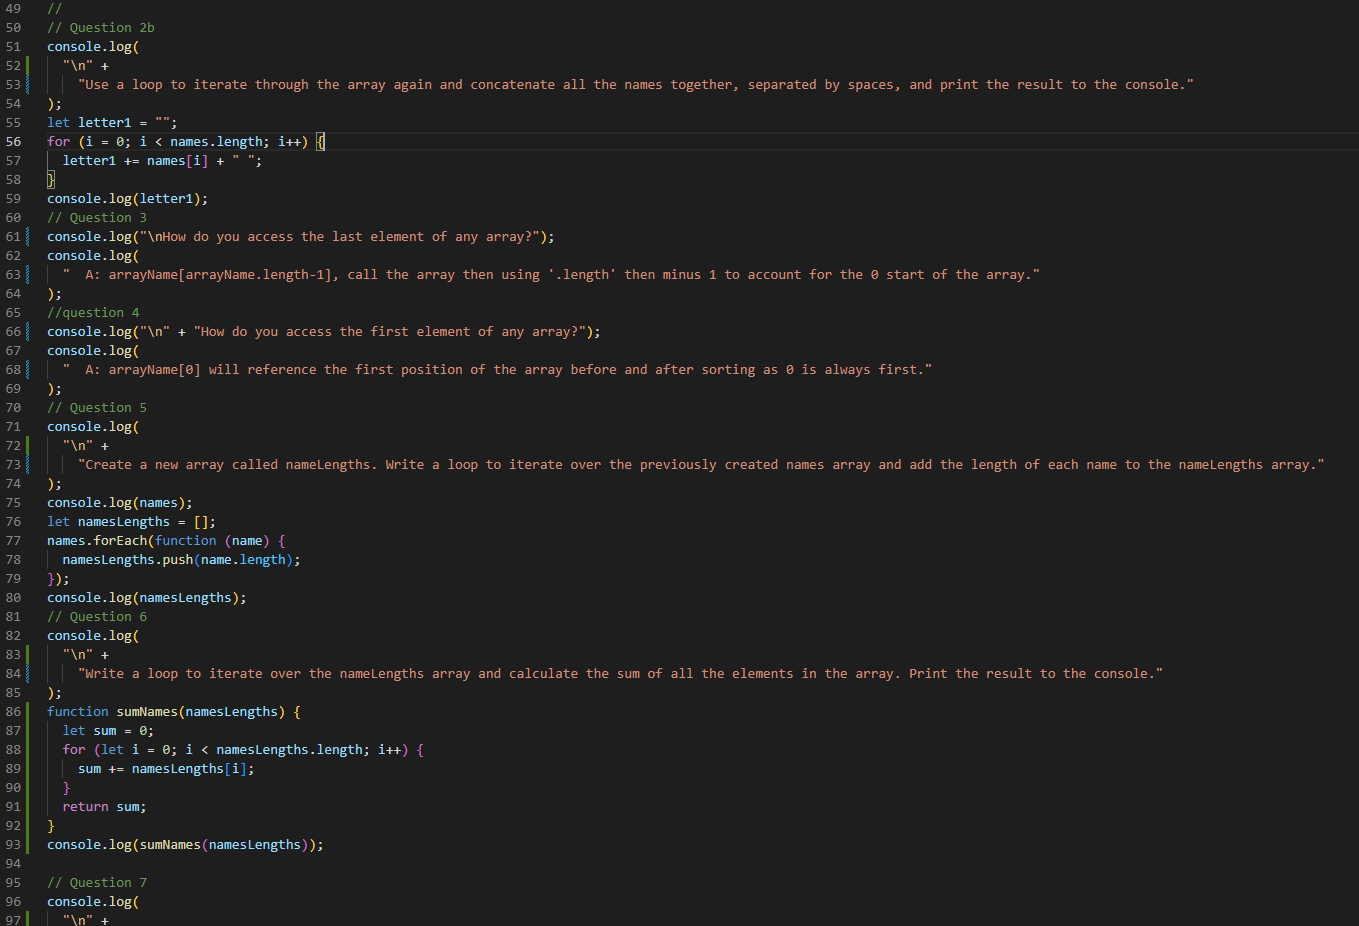 49 //
50 // Question 2b
51 console.log(
52 "\n" +
53 "Use a loop to iterate through the array again and concatenate all the names together, separated by spaces, and print the result to the console."
54 );
55 let letter1 = "";
56 for (i = 0; i < names.length; i++) {
57 letter1 += names[i] + " ";
58 }
59 console.log(letter1);
60 // Question 3
61 console.log("\nHow do you access the last element of any array?");
62 console.log(
63 "  A: arrayName[arrayName.length-1], call the array then using '.length' then minus 1 to account for the 0 start of the array."
64 );
65 //question 4
66 console.log("\n" + "How do you access the first element of any array?");
67 console.log(
68 "  A: arrayName[0] will reference the first position of the array before and after sorting as 0 is always first."
69 );
70 // Question 5
71 console.log(
72 "\n" +
73 "Create a new array called nameLengths. Write a loop to iterate over the previously created names array and add the length of each name to the nameLengths array."
74 );
75 console.log(names);
76 let namesLengths = [];
77 names.forEach(function (name) {
78 namesLengths.push(name.length);
79 });
80 console.log(namesLengths);
81 // Question 6
82 console.log(
83 "\n" +
84 "Write a loop to iterate over the nameLengths array and calculate the sum of all the elements in the array. Print the result to the console."
85 );
86 function sumNames(namesLengths) {
87 let sum = 0;
88 for (let i = 0; i < namesLengths.length; i++) {
89 sum += namesLengths[i];
90 }
91 return sum;
92 }
93 console.log(sumNames(namesLengths));
94
95 // Question 7
96 console.log(
97 "\n" +